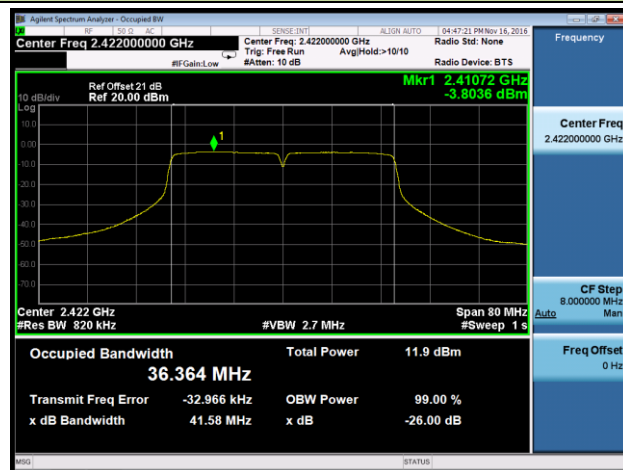 Agilent Spectrum Analyzer - Occupied BW
RF 50 Ω AC SENSE:INT ALIGN AUTO 04:47:21 PM Nov 16, 2016
Center Freq 2.422000000 GHz
Center Freq: 2.422000000 GHz
Radio Std: None
Trig: Free Run Avg|Hold:>10/10
#IFGain:Low #Atten: 10 dB Radio Device: BTS
Frequency
Ref Offset 21 dB
10 dB/div Ref 20.00 dBm
Mkr1 2.41072 GHz
-3.8036 dBm
Log
10.0
0.00
-10.0
-20.0
-30.0
-40.0
-50.0
-60.0
-70.0
1
Center Freq
2.422000000 GHz
CF Step
8.000000 MHz
Auto Man
Freq Offset
0 Hz
Center 2.422 GHz Span 80 MHz
#Res BW 820 kHz #VBW 2.7 MHz #Sweep 1 s
Occupied Bandwidth Total Power 11.9 dBm
36.364 MHz
Transmit Freq Error -32.966 kHz OBW Power 99.00 %
x dB Bandwidth 41.58 MHz x dB -26.00 dB
MSG STATUS